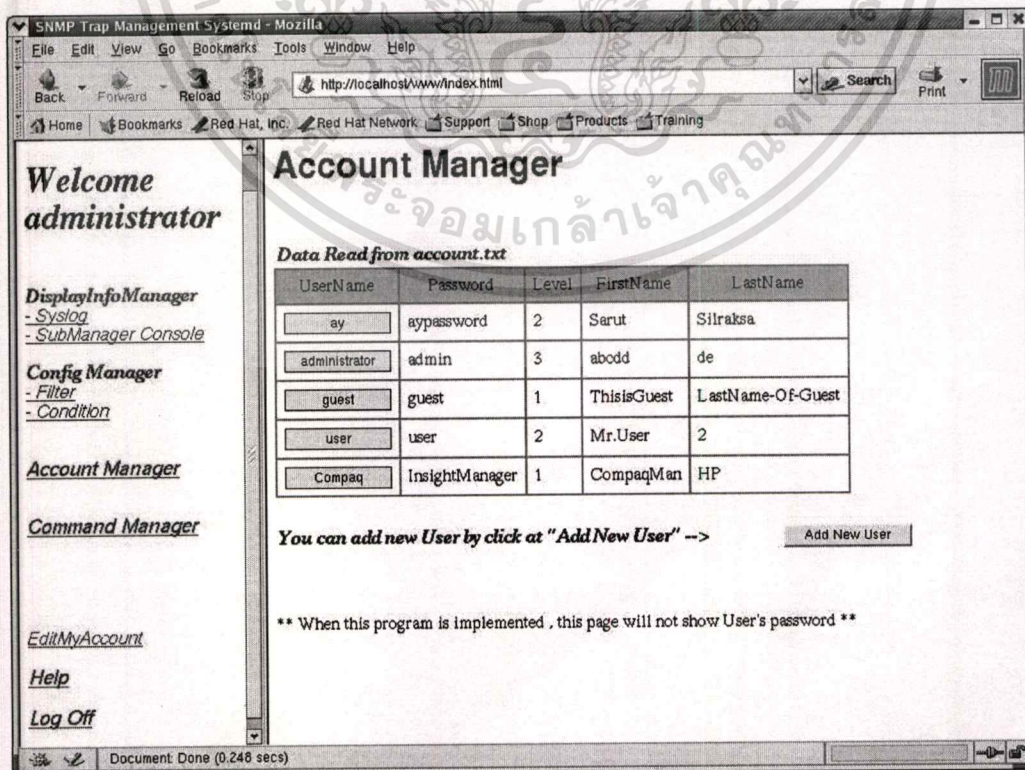 SNMP Trap Management Systemd - Mozilla
File Edit View Go Bookmarks Tools Window Help
Back Forward Reload Stop http://localhost/www/index.html Search Print
Home Bookmarks Red Hat, Inc. Red Hat Network Support Shop Products Training
Welcome
administrator
DisplayInfoManager
- Syslog
- SubManager Console
Config Manager
- Filter
- Condition
Account Manager
Command Manager
EditMyAccount
Help
Log Off
Account Manager
Data Read from account.txt
UserName Password Level FirstName LastName
ay aypassword 2 Sarut Silraksa
administrator admin 3 abcdd de
guest guest 1 ThisisGuest LastName-Of-Guest
user user 2 Mr.User 2
Compaq InsightManager 1 CompaqMan HP
You can add new User by click at "Add New User" --> Add New User
** When this program is implemented , this page will not show User's password **
Document: Done (0.248 secs)